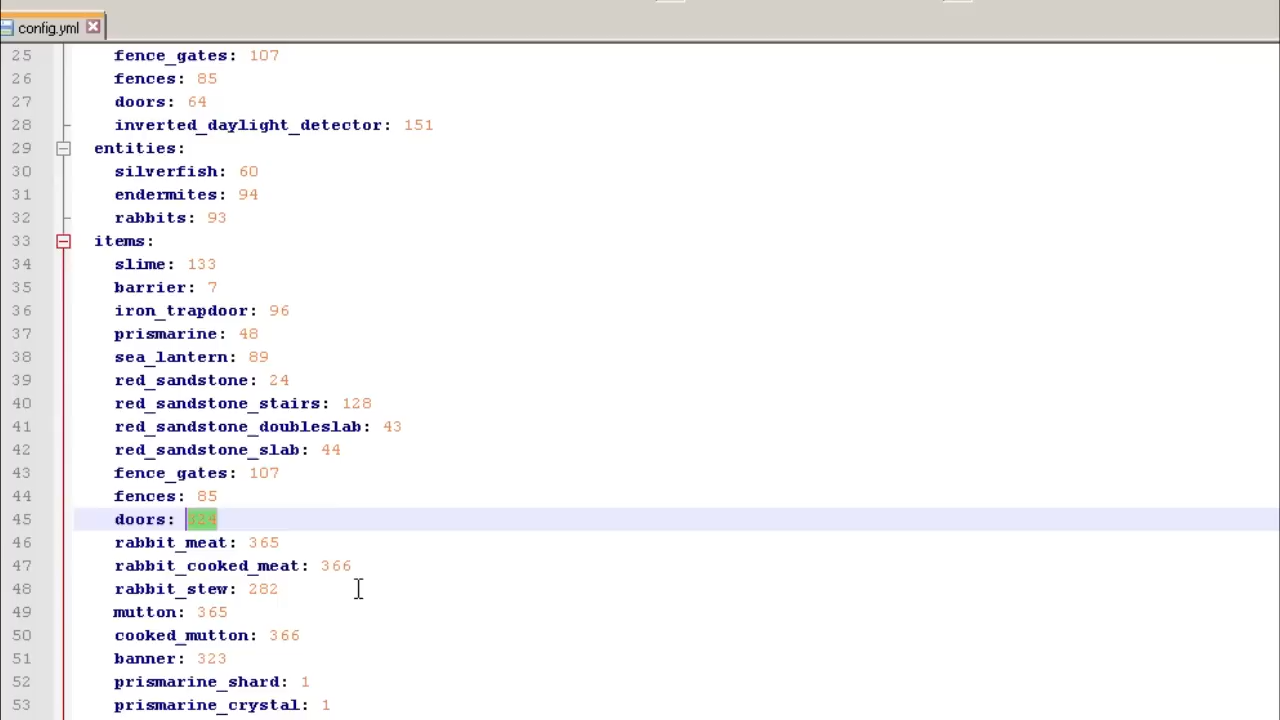 config.yml
25 fence_gates: 107
26 fences: 85
27 doors: 64
28 inverted_daylight_detector: 151
29 entities:
30 silverfish: 60
31 endermites: 94
32 rabbits: 93
33 items:
34 slime: 133
35 barrier: 7
36 iron_trapdoor: 96
37 prismarine: 48
38 sea_lantern: 89
39 red_sandstone: 24
40 red_sandstone_stairs: 128
41 red_sandstone_doubleslab: 43
42 red_sandstone_slab: 44
43 fence_gates: 107
44 fences: 85
45 doors: 324
46 rabbit_meat: 365
47 rabbit_cooked_meat: 366
48 rabbit_stew: 282
49 mutton: 365
50 cooked_mutton: 366
51 banner: 323
52 prismarine_shard: 1
53 prismarine_crystal: 1